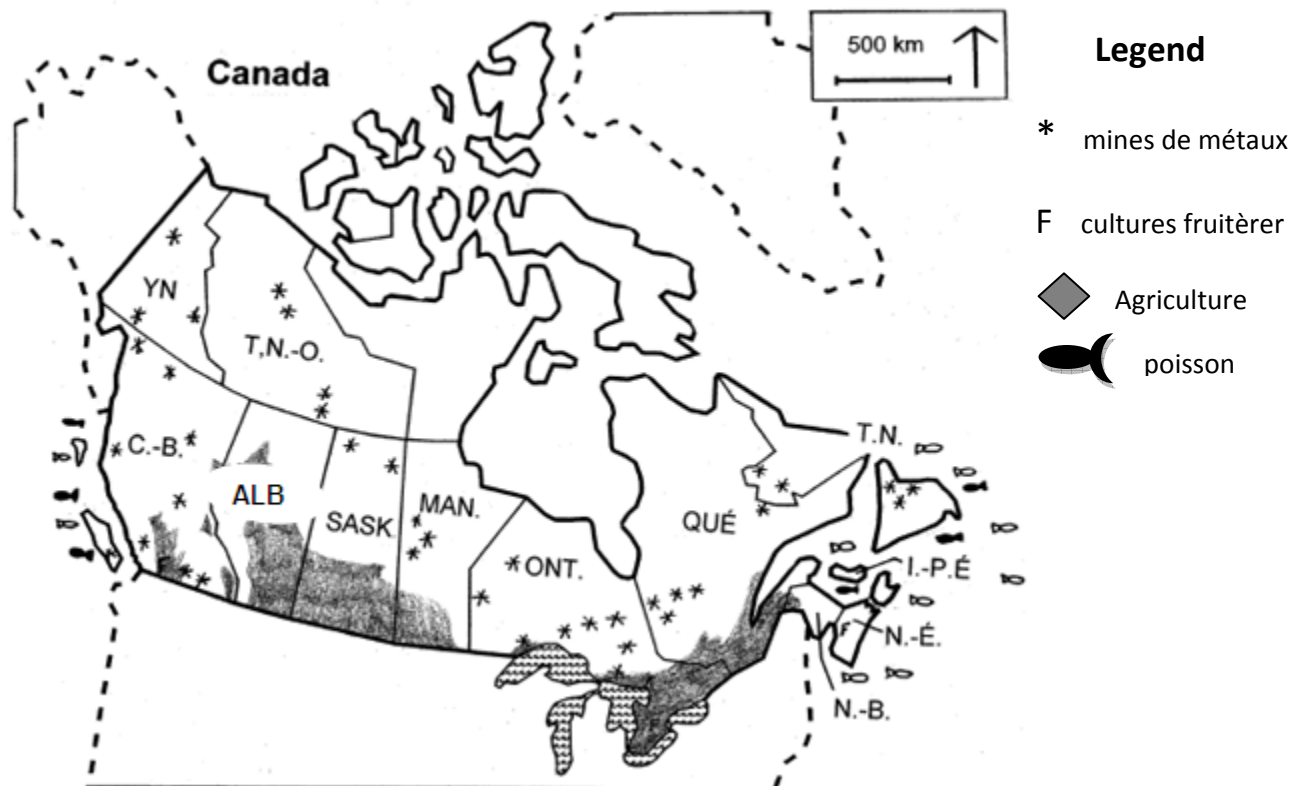 Canada
500 km
Legend
* mines de métaux
F cultures fruitèrer
Agriculture
poisson
YN
T,N.-O.
C.-B.
ALB
SASK
MAN.
ONT.
QUÉ
T.N.
I.-P.É
N.-É.
N.-B.
F
F
F